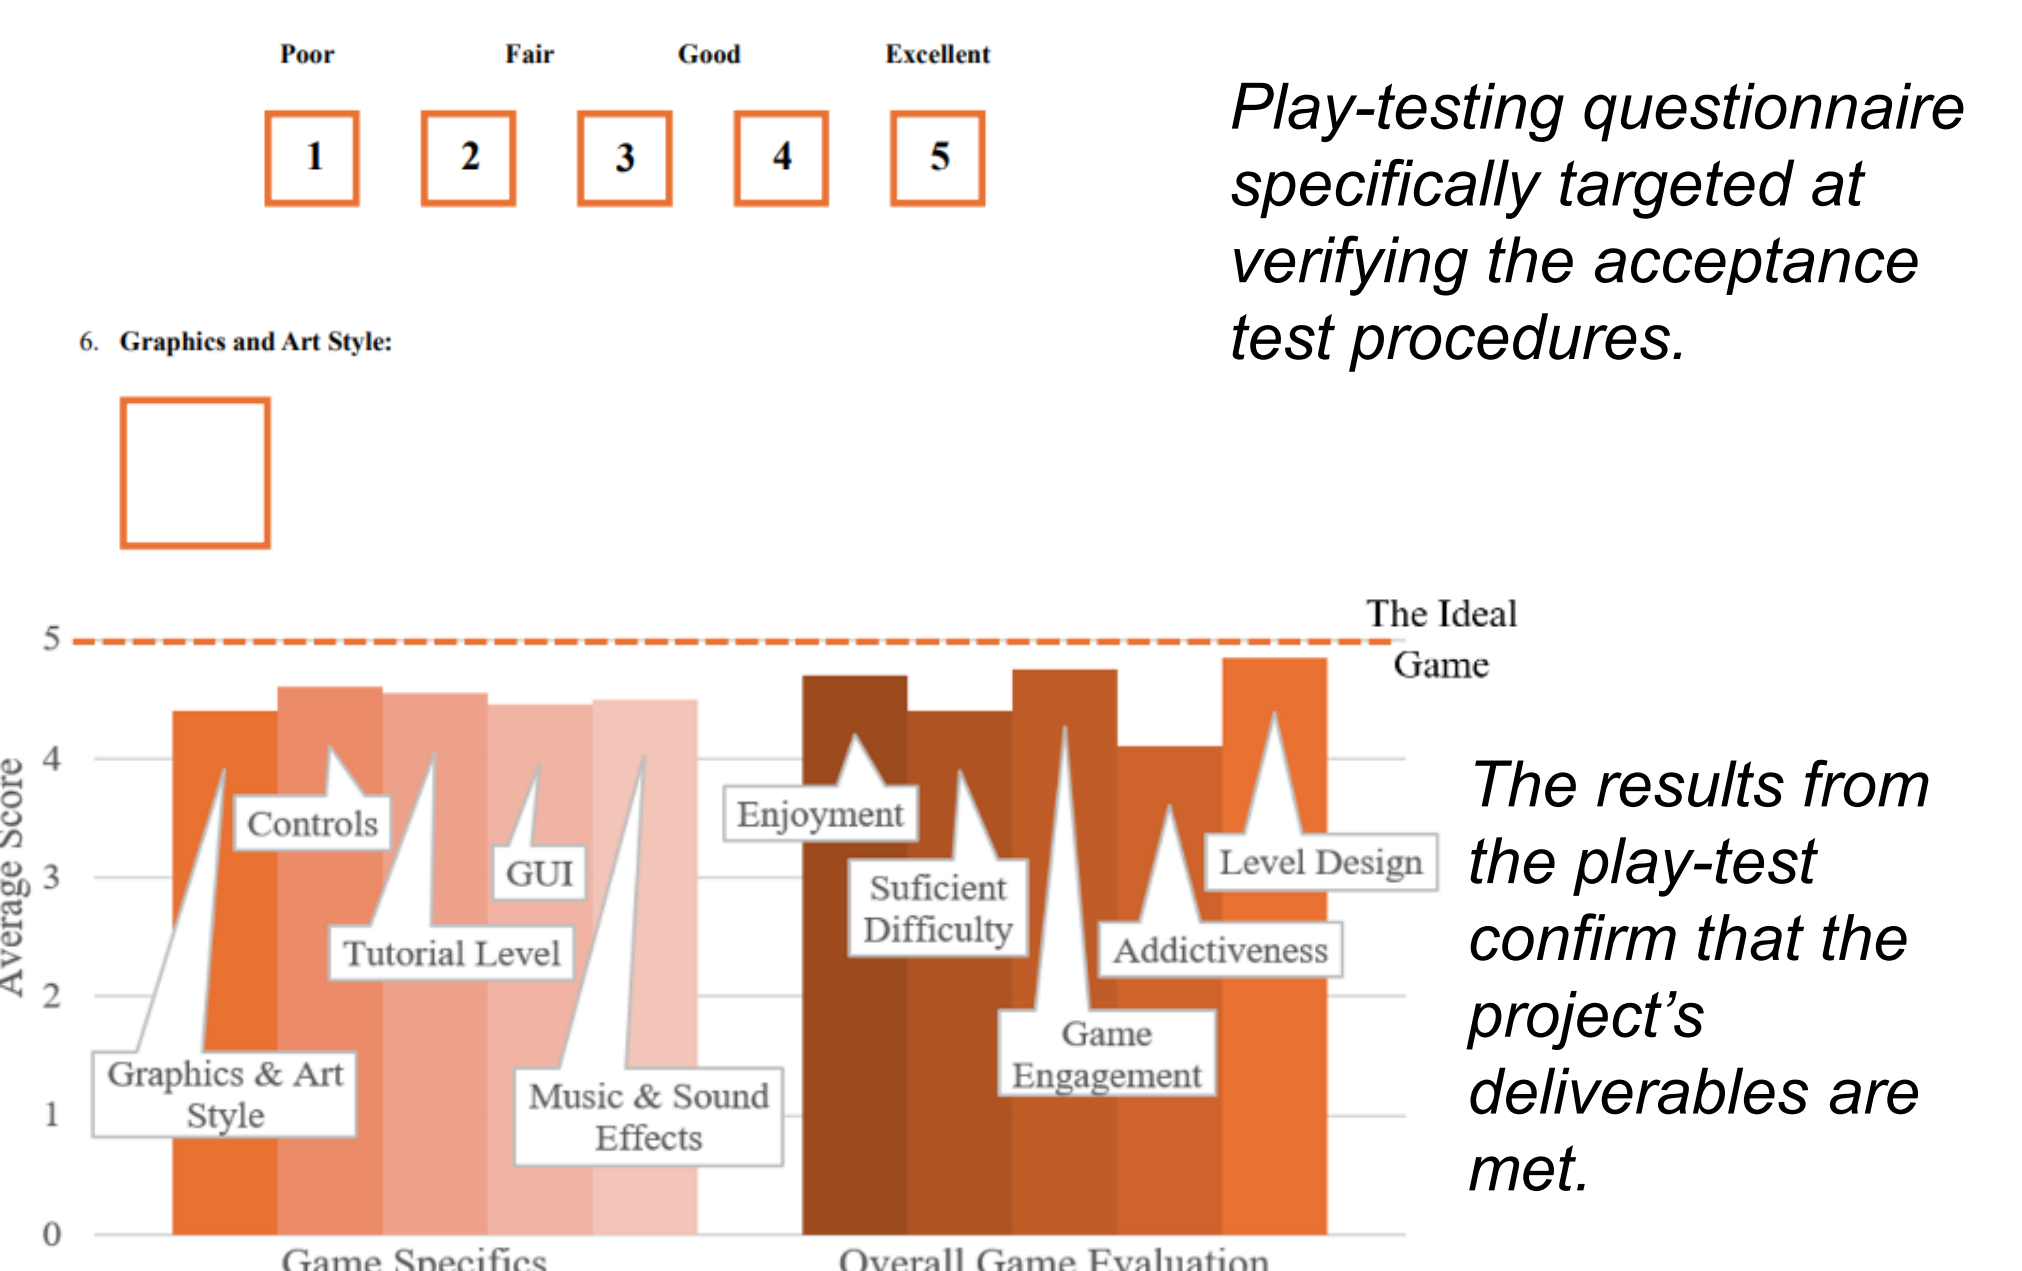 Poor Fair Good Excellent
1 2 3 4 5
Play-testing questionnaire
specifically targeted at
verifying the acceptance
test procedures.
6. Graphics and Art Style:
The Ideal
Game
5
4
3
2
1
0
Average Score
Controls
GUI
Tutorial Level
Graphics & Art
Style
Music & Sound
Effects
Enjoyment
Suficient
Difficulty
Level Design
Addictiveness
Game
Engagement
Game Specifics
Overall Game Evaluation
The results from
the play-test
confirm that the
project’s
deliverables are
met.